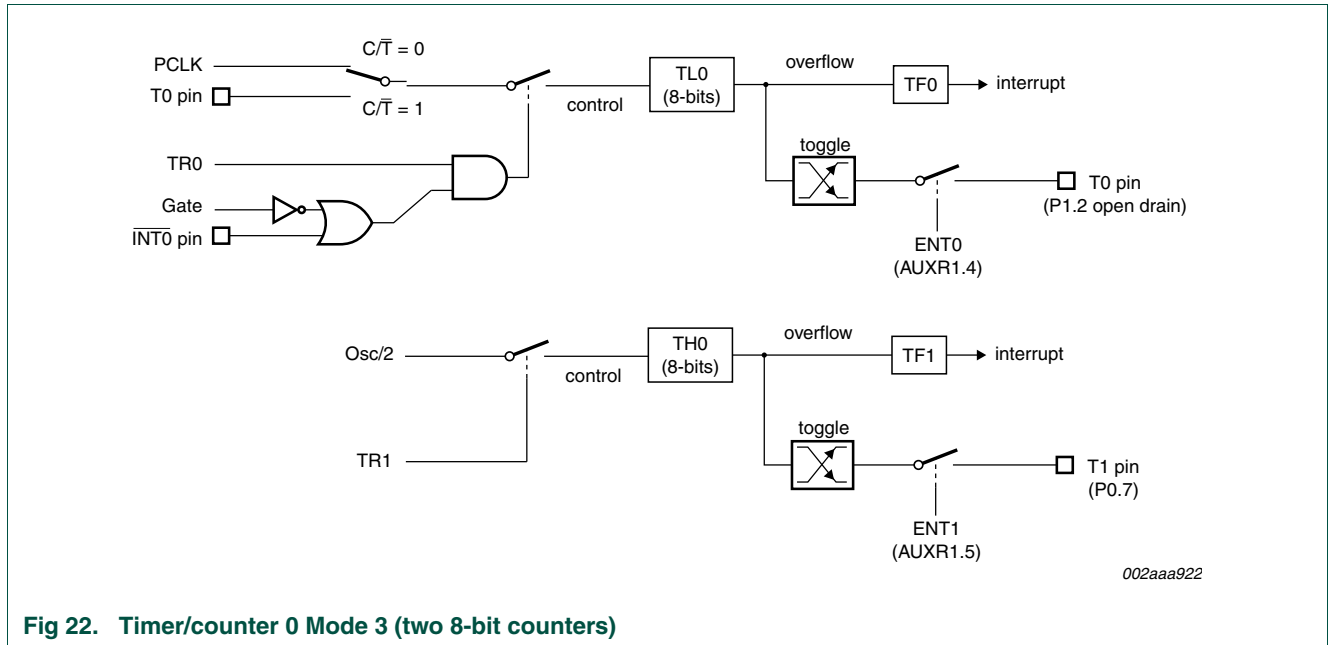 C/T̅ = 0
PCLK
T0 pin
C/T̅ = 1
control
TL0
(8-bits)
overflow
TF0
interrupt
toggle
TR0
Gate
I̅N̅T̅0̅ pin
T0 pin
(P1.2 open drain)
ENT0
(AUXR1.4)
Osc/2
control
TH0
(8-bits)
overflow
TF1
interrupt
toggle
TR1
T1 pin
(P0.7)
ENT1
(AUXR1.5)
002aaa922
Fig 22. Timer/counter 0 Mode 3 (two 8-bit counters)